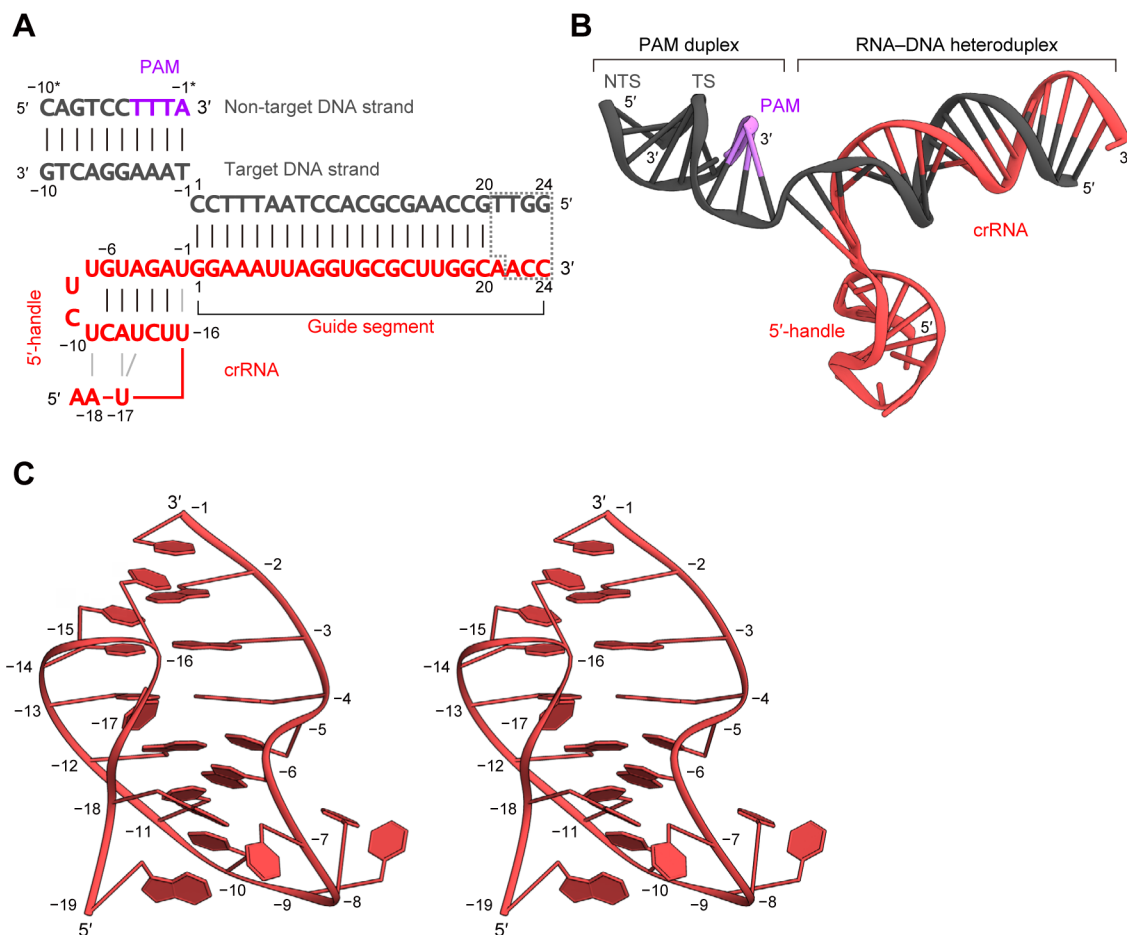 A
PAM
−10* −1*
5′ CAGTCCTTTA 3′ Non-target DNA strand
3′ GTCAGGAAAT Target DNA strand
−10 −1 1 20 24
CCTTTAATCCACGCGAACCGTTGG 5′
−6 −1
UGUAGAUGGAAAUUAGGUGCGCUUGGCAACC 3′
U 1 20 24
C Guide segment
5′-handle
−10 UCAUCUU −16
crRNA
5′ AA–U
−18 −17
B
PAM duplex RNA–DNA heteroduplex
NTS TS
5′ PAM
3′ 3′
3′
5′
crRNA
5′-handle 5′
C
3′ −1 3′ −1
−2 −2
−3 −3
−15 −15
−14 −16 −14 −16
−13 −4 −13 −4
−17 −17
−5 −5
−12 −6 −12 −6
−18 −18
−11 −7 −11 −7
−10 −10
−19 −9 −8 −19 −9 −8
5′ 5′